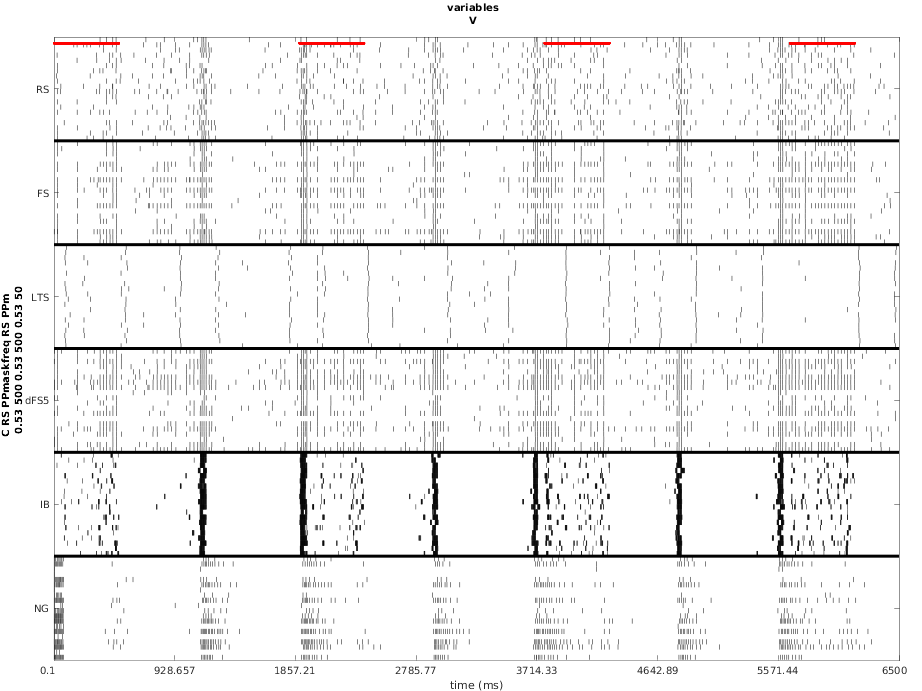 variables
V
RS
FS
LTS
dFS5
IB
NG
C RS PPmaskfreq RS PPm
0.53 500 0.53 500 0.53 50
0.1 928.657 1857.21 2785.77 3714.33 4642.89 5571.44 6500
time (ms)